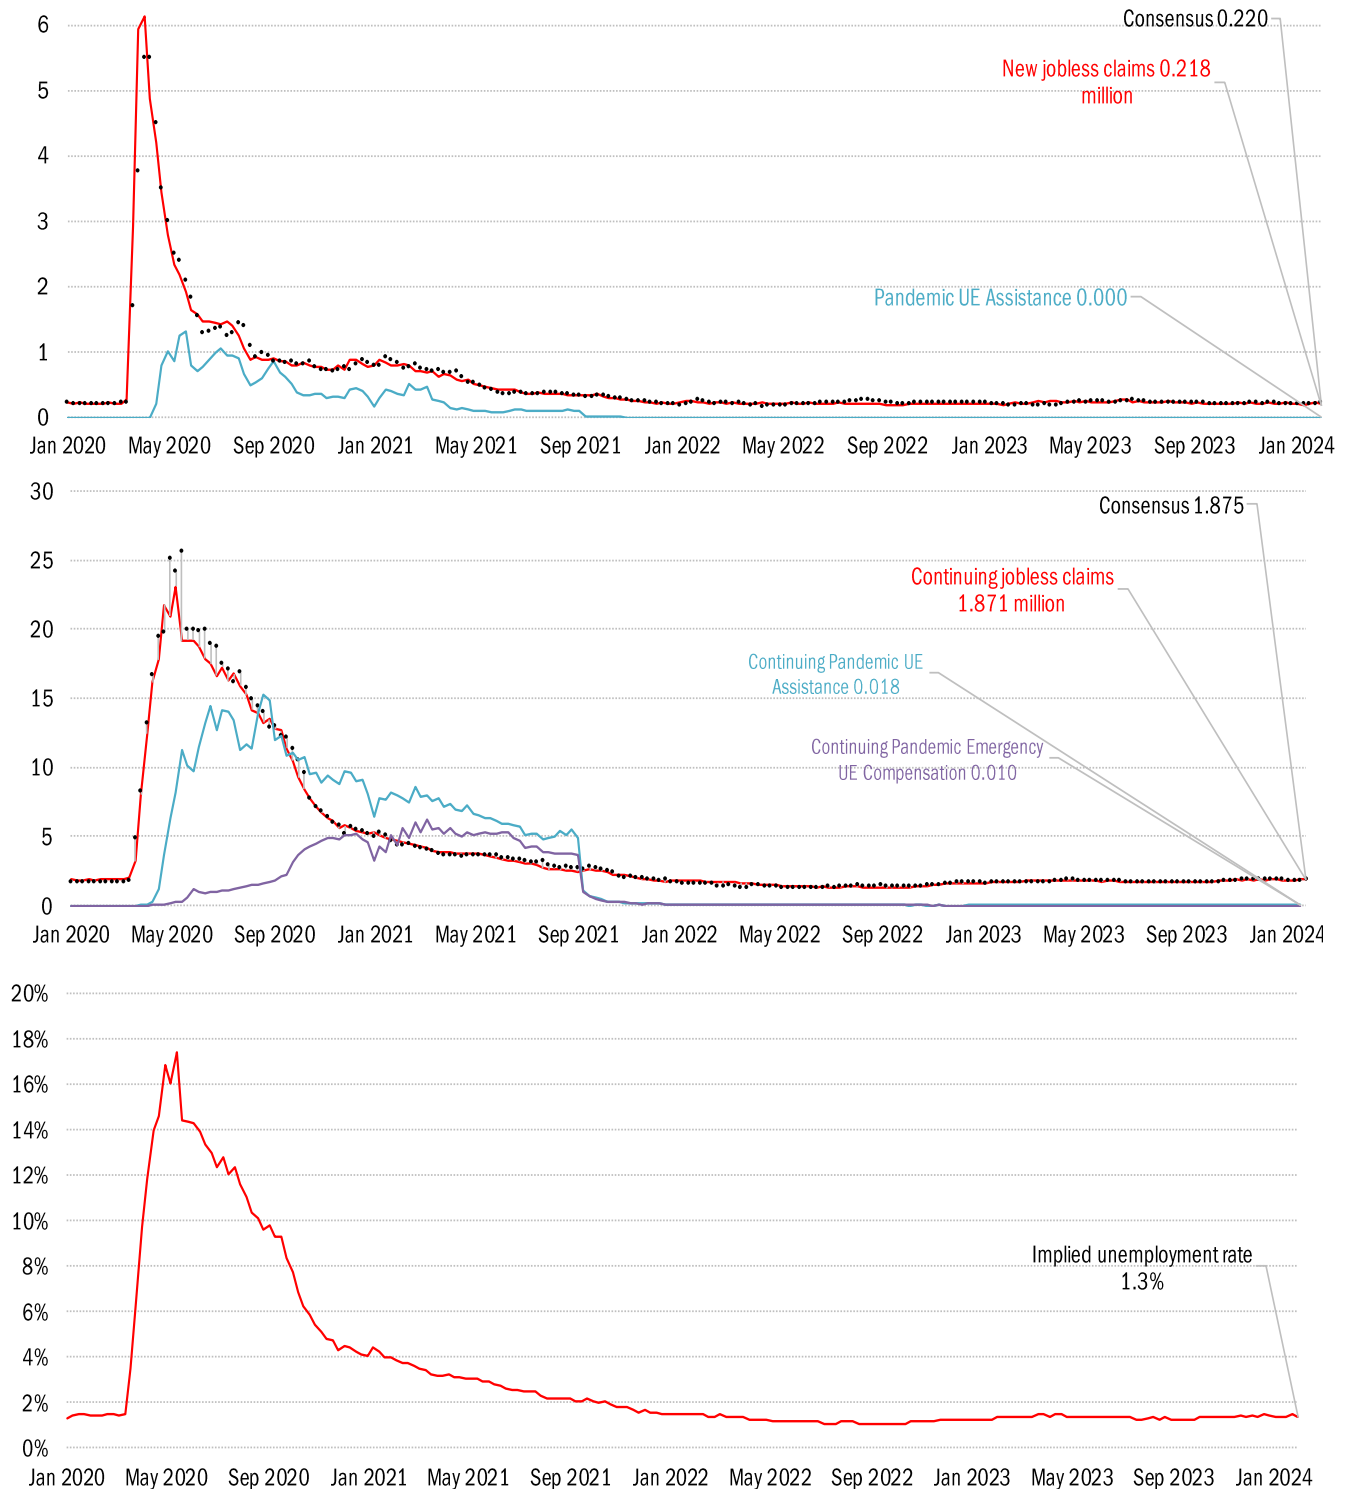 6
Consensus 0.220
New jobless claims 0.218
million
5
4
3
2
Pandemic UE Assistance 0.000
1
0
Jan 2020 May 2020 Sep 2020 Jan 2021 May 2021 Sep 2021 Jan 2022 May 2022 Sep 2022 Jan 2023 May 2023 Sep 2023 Jan 2024
30
Consensus 1.875
25
Continuing jobless claims
1.871 million
20
Continuing Pandemic UE
Assistance 0.018
15
Continuing Pandemic Emergency
UE Compensation 0.010
10
5
0
Jan 2020 May 2020 Sep 2020 Jan 2021 May 2021 Sep 2021 Jan 2022 May 2022 Sep 2022 Jan 2023 May 2023 Sep 2023 Jan 2024
20%
18%
16%
14%
12%
10%
Implied unemployment rate
1.3%
8%
6%
4%
2%
0%
Jan 2020 May 2020 Sep 2020 Jan 2021 May 2021 Sep 2021 Jan 2022 May 2022 Sep 2022 Jan 2023 May 2023 Sep 2023 Jan 2024